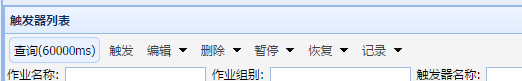 触发器列表
查询(60000ms) 触发 编辑 删除 暂停 恢复 记录
作业名称: 作业组别: 触发器名称: